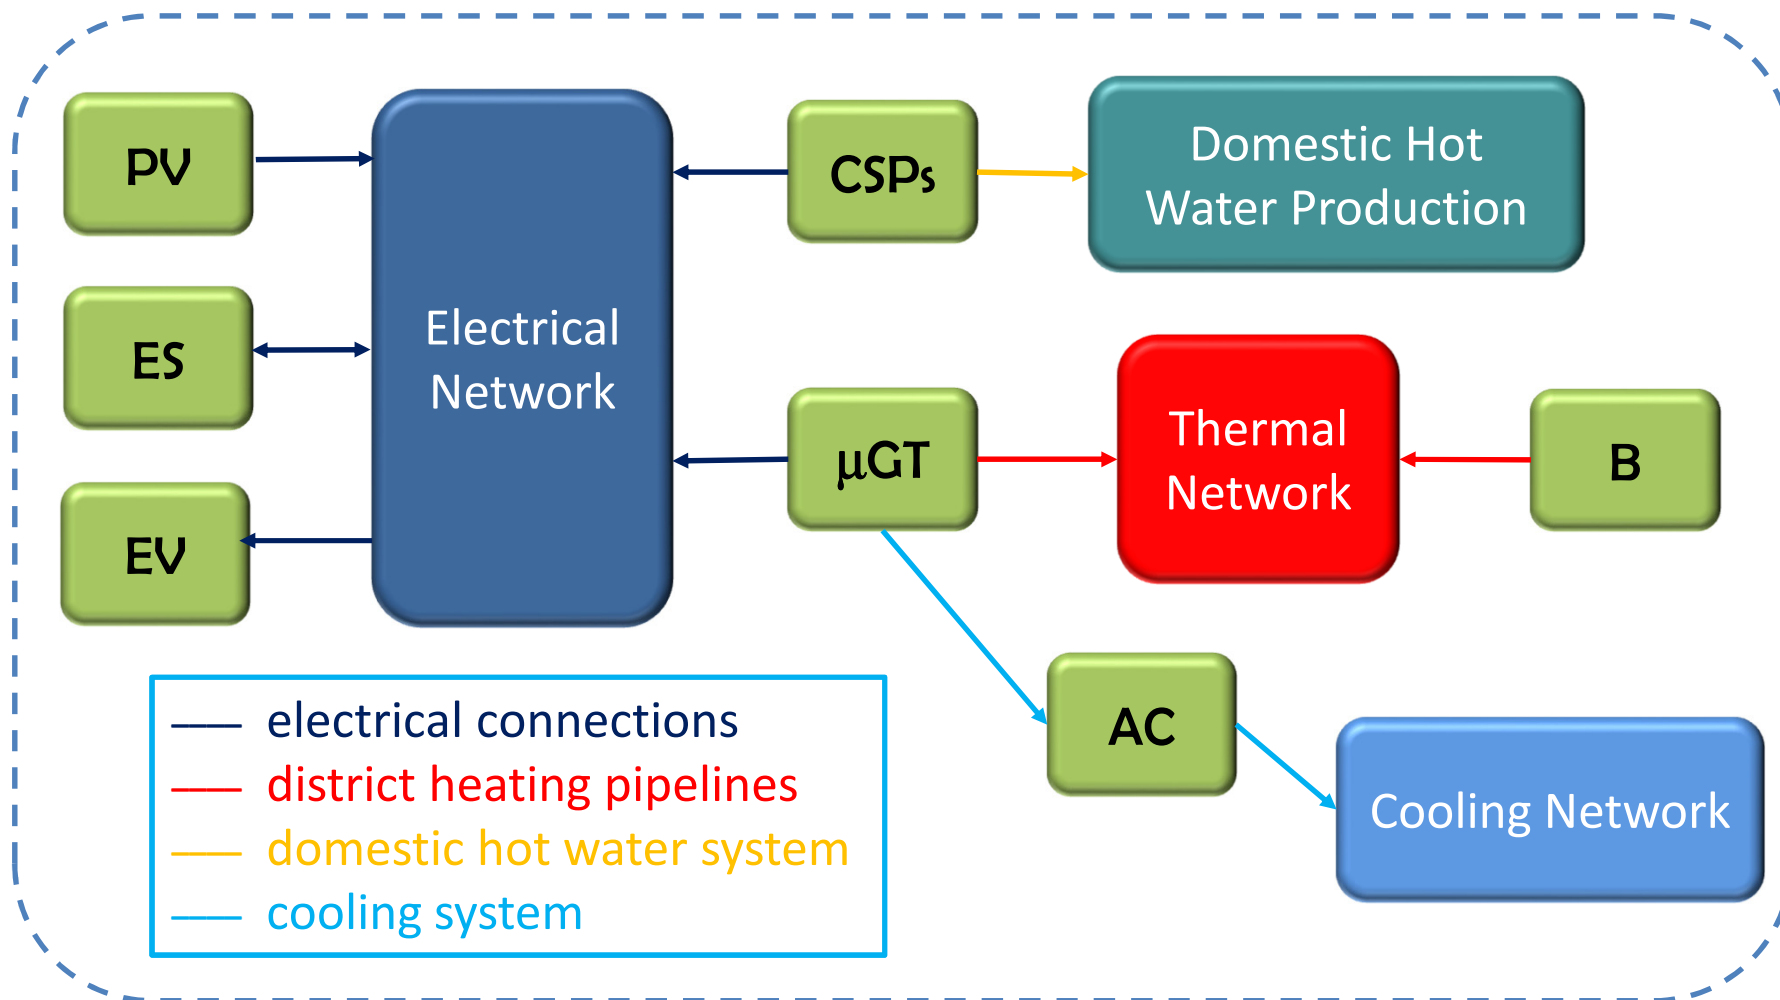 PV
CSPs
Domestic Hot
Water Production
ES
Electrical
Network
μGT
Thermal
Network
B
EV
AC
Cooling Network
electrical connections
district heating pipelines
domestic hot water system
cooling system